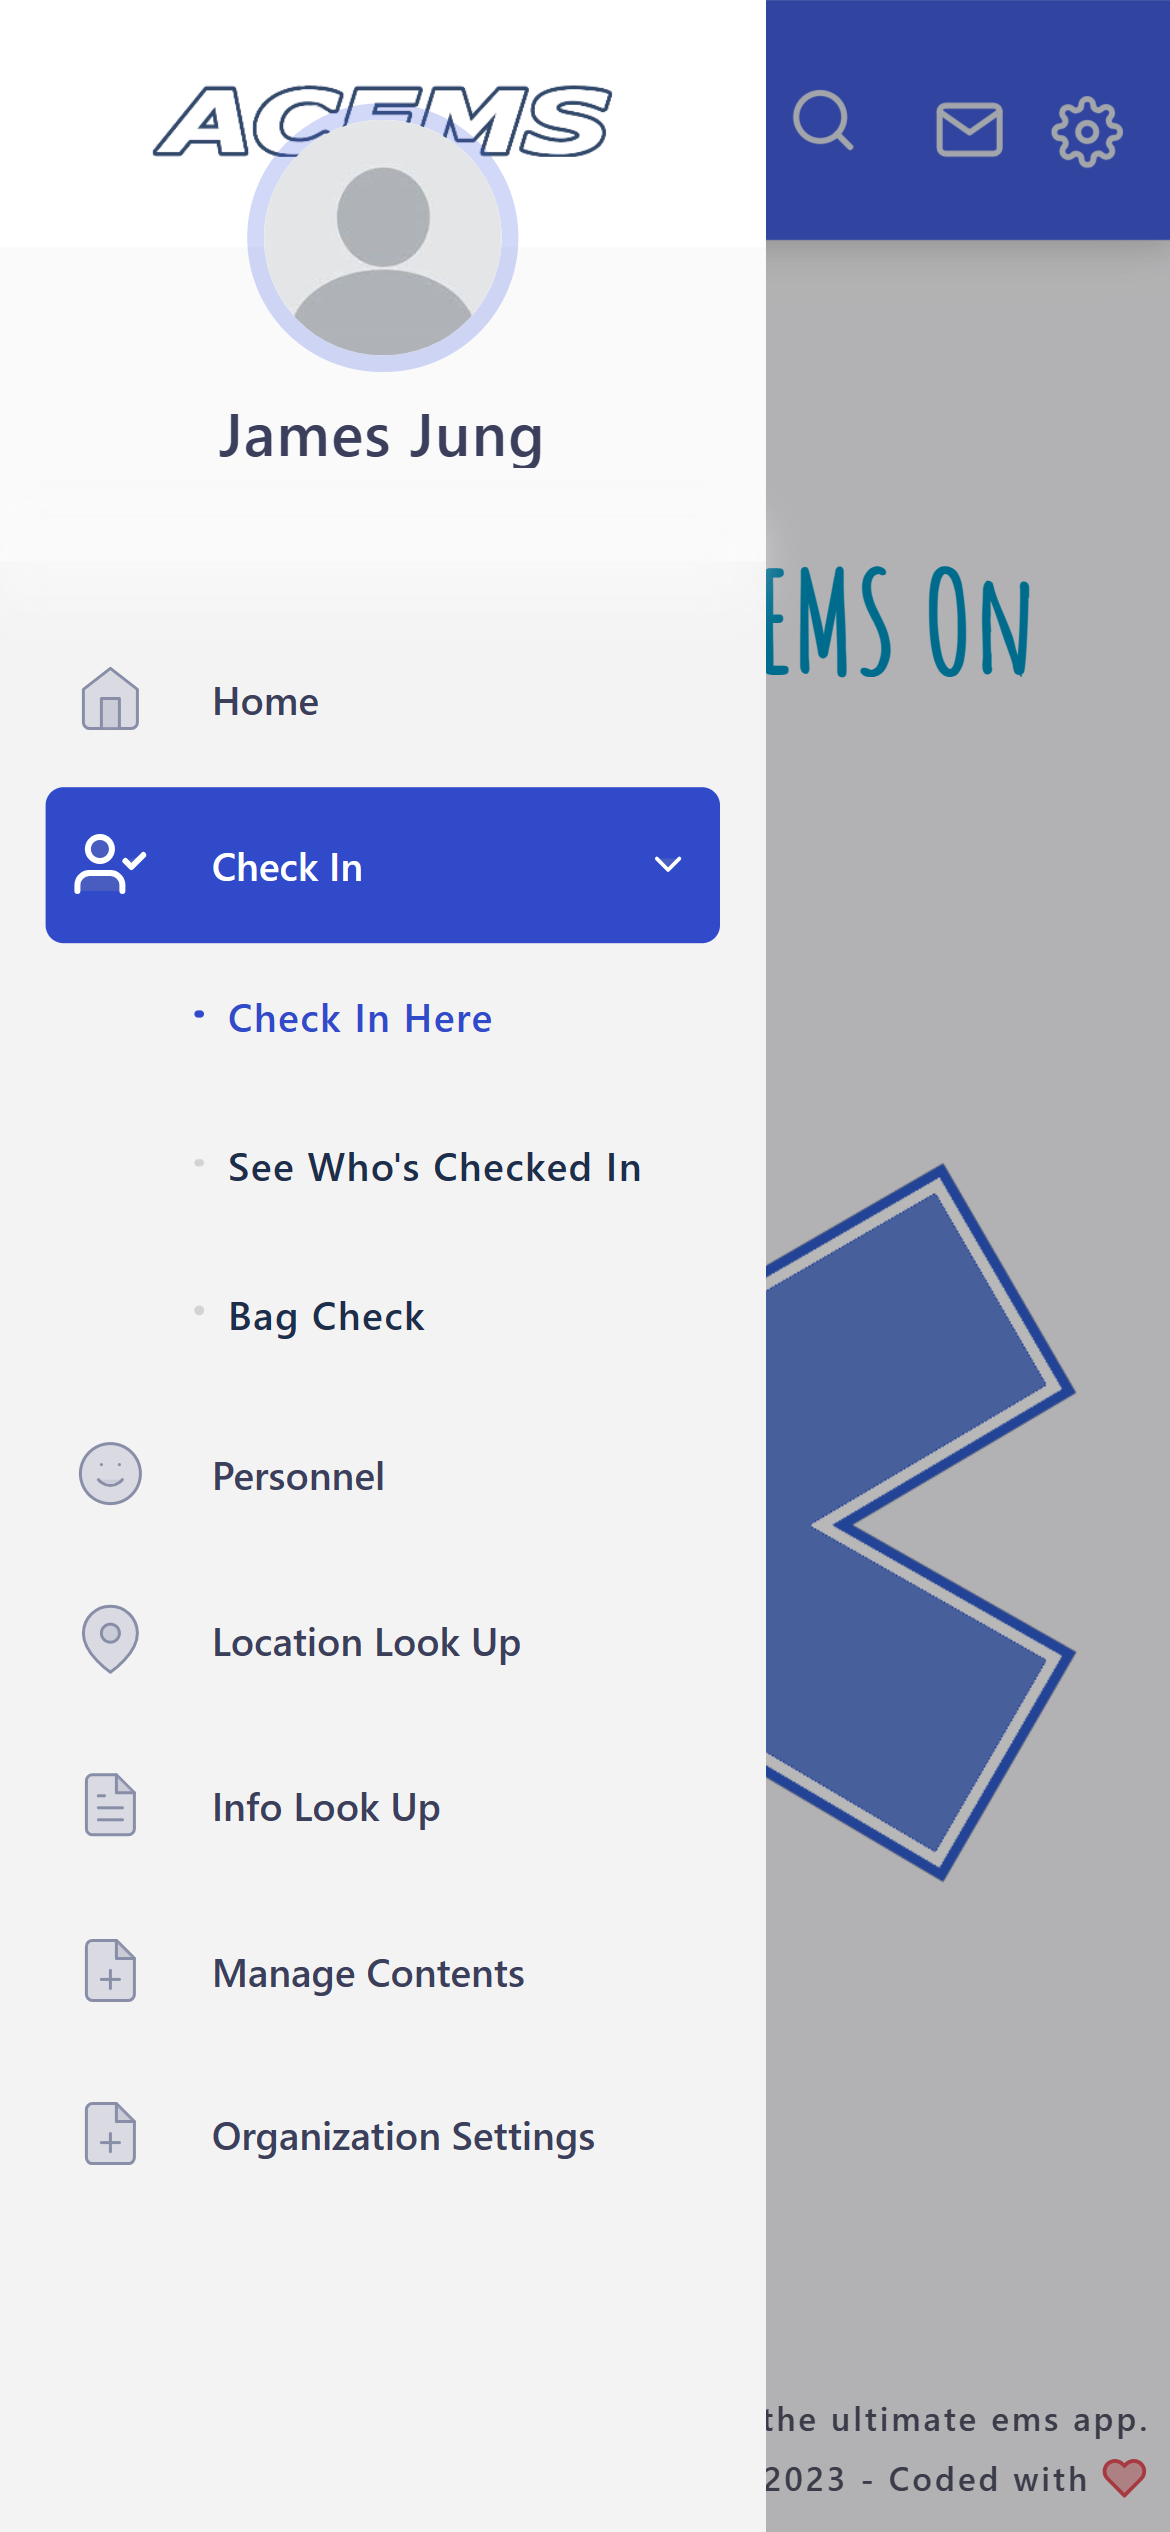 ACEMS
James Jung
EMS ON
Home
Check In
Check In Here
See Who's Checked In
Bag Check
Personnel
Location Look Up
Info Look Up
Manage Contents
Organization Settings
the ultimate ems app.
2023 - Coded with